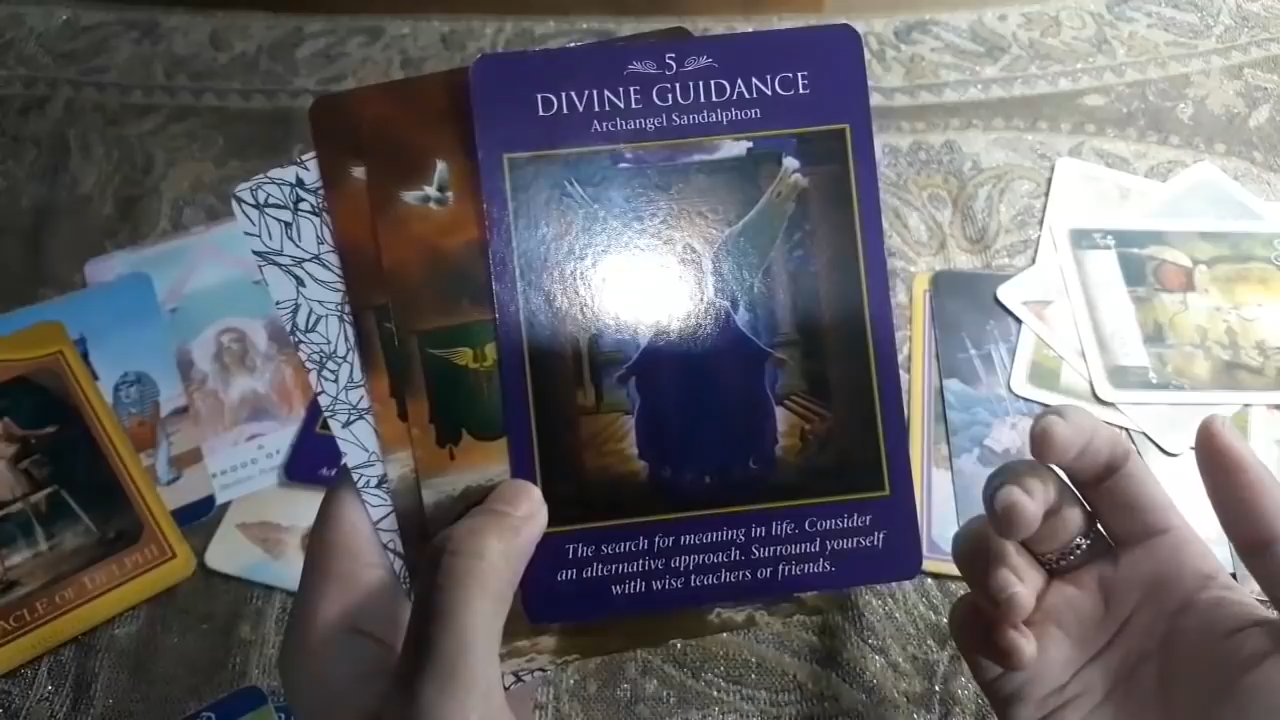 5
DIVINE GUIDANCE
Archangel Sandalphon
The search for meaning in life. Consider
an alternative approach. Surround yourself
with wise teachers or friends.
ACLE OF DELPHI